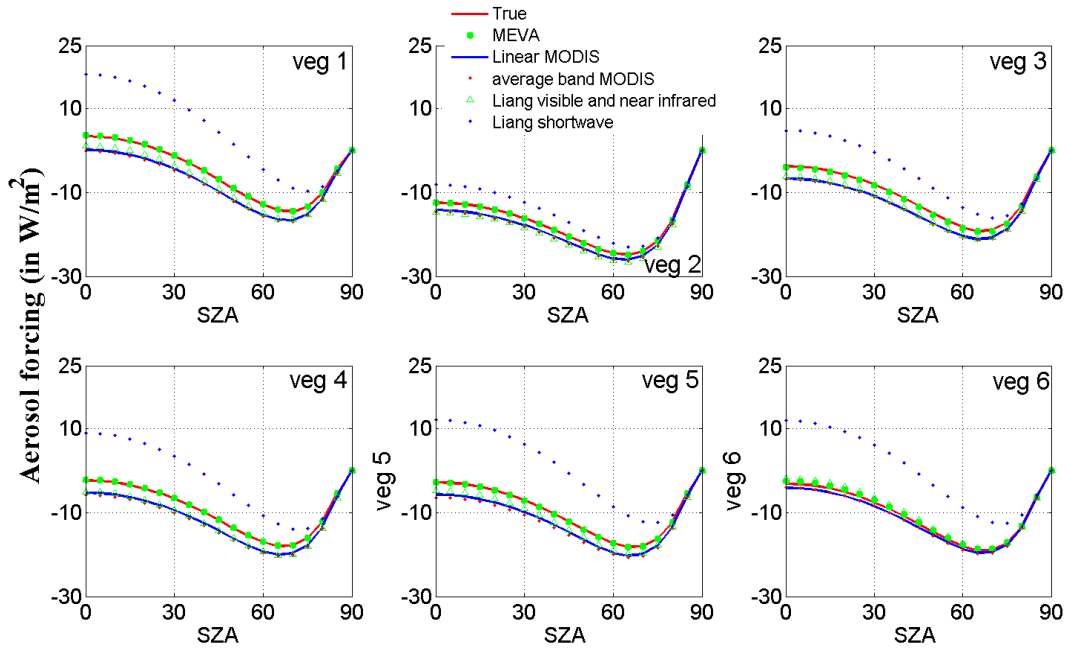 Aerosol forcing (in W/m²)
True
MEVA
Linear MODIS
average band MODIS
Liang visible and near infrared
Liang shortwave
25
10
-10
-30
veg 1
0
30
60
90
SZA
25
10
-10
-30
veg 2
0
30
60
90
SZA
25
10
-10
-30
veg 3
0
30
60
90
SZA
25
10
-10
-30
veg 4
0
30
60
90
SZA
veg 5
25
10
-10
-30
veg 5
0
30
60
90
SZA
veg 6
25
10
-10
-30
veg 6
0
30
60
90
SZA